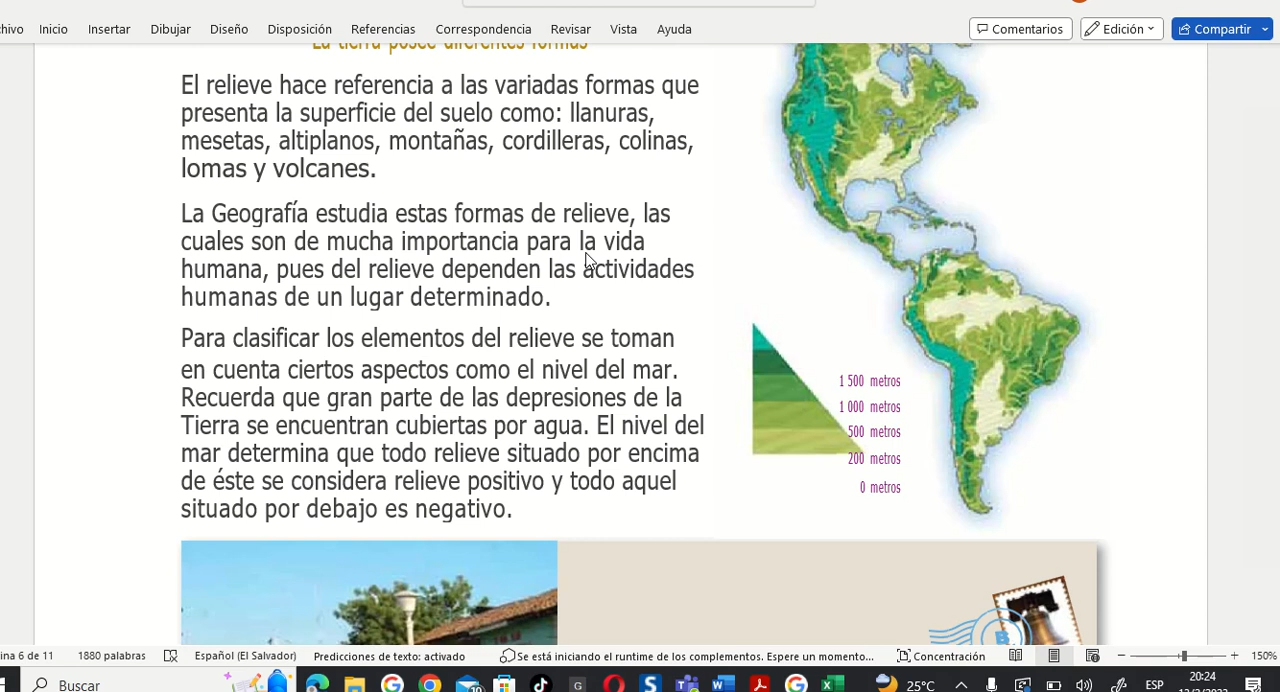 chivo Inicio Insertar Dibujar Diseño Disposición Referencias Correspondencia Revisar Vista Ayuda Comentarios Edición Compartir
La tierra posee diferentes formas
El relieve hace referencia a las variadas formas que
presenta la superficie del suelo como: llanuras,
mesetas, altiplanos, montañas, cordilleras, colinas,
lomas y volcanes.
La Geografía estudia estas formas de relieve, las
cuales son de mucha importancia para la vida
humana, pues del relieve dependen las actividades
humanas de un lugar determinado.
Para clasificar los elementos del relieve se toman
en cuenta ciertos aspectos como el nivel del mar.
Recuerda que gran parte de las depresiones de la
Tierra se encuentran cubiertas por agua. El nivel del
mar determina que todo relieve situado por encima
de éste se considera relieve positivo y todo aquel
situado por debajo es negativo.
1 500 metros
1 000 metros
500 metros
200 metros
0 metros
B
ina 6 de 11 1880 palabras Español (El Salvador) Predicciones de texto: activado Se está iniciando el runtime de los complementos. Espere un momento... Concentración 150%
Buscar 25°C ESP 20:24